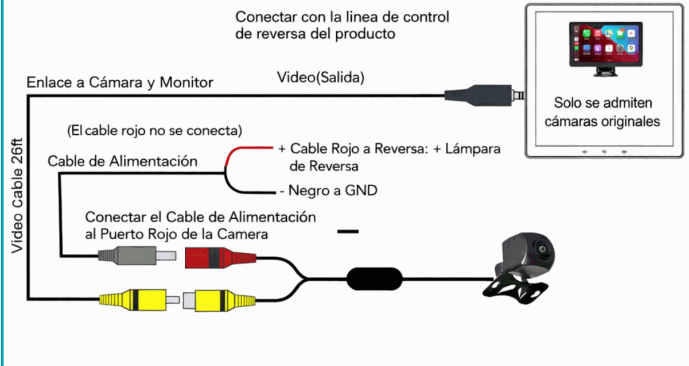 Conectar con la linea de control
de reversa del producto
Enlace a Cámara y Monitor
Video(Salida)
Solo se admiten
cámaras originales
(El cable rojo no se conecta)
+ Cable Rojo a Reversa: + Lámpara
de Reversa
Cable de Alimentación
- Negro a GND
Video Cable 26ft
Conectar el Cable de Alimentación
al Puerto Rojo de la Camera